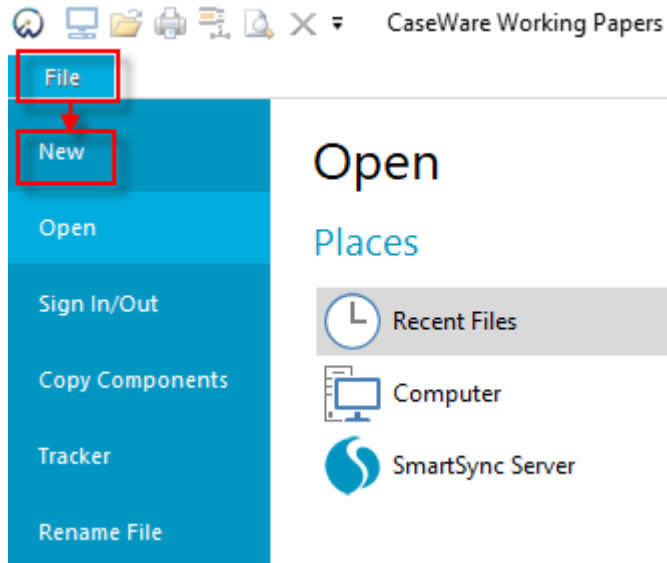 CaseWare Working Papers
File
New
Open
Sign In/Out
Copy Components
Tracker
Rename File
Open
Places
Recent Files
Computer
SmartSync Server